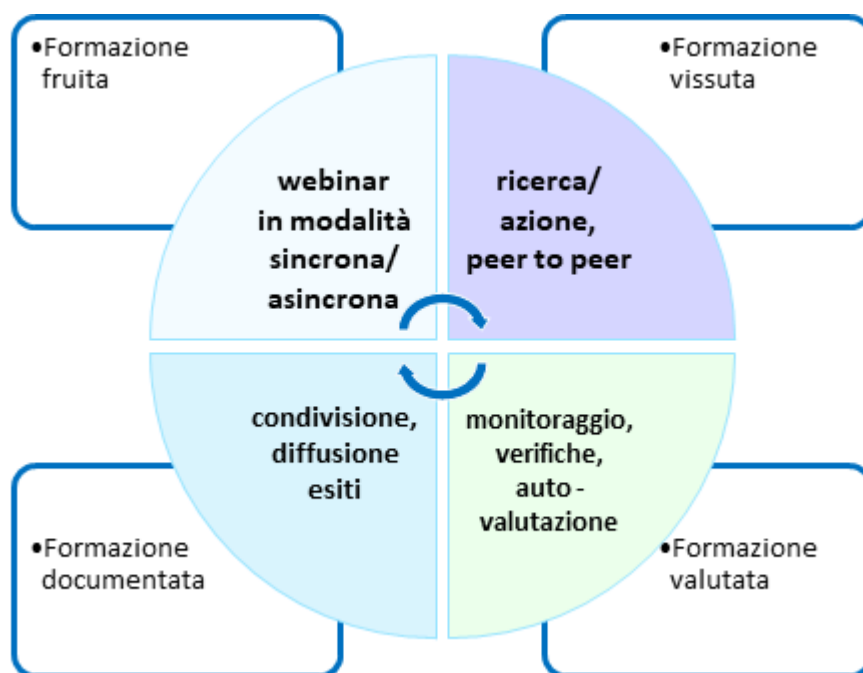 •Formazione
fruita
•Formazione
vissuta
webinar
in modalità
sincrona/
asincrona
ricerca/
azione,
peer to peer
condivisione,
diffusione
esiti
monitoraggio,
verifiche,
auto -
valutazione
•Formazione
documentata
•Formazione
valutata